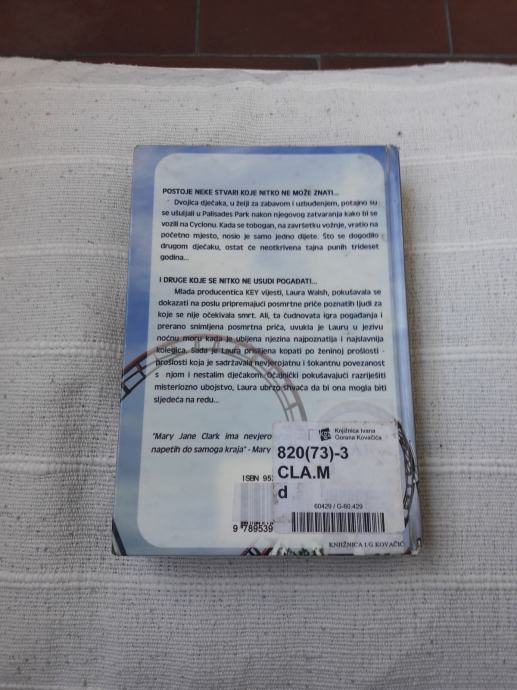 POSTOJE NEKE STVARI KOJE NITKO NE MOŽE ZNATI...
Dvojica dječaka, u želji za zabavom i uzbuđenjem, potajno su
se ušuljali u Palisades Park nakon njegovog zatvaranja kako bi se
vozili na Cyclonu. Kada se tobogan, na završetku vožnje, vratio na
početno mjesto, nosio je samo jedno dijete. Što se dogodilo
drugom dječaku, ostat će neotkrivena tajna punih trideset
godina...
I DRUGE KOJE SE NITKO NE USUDI POGAĐATI...
Mlada producentica KEY vijesti, Laura Walsh, pokušavala se
dokazati na poslu pripremajući posmrtne priče poznatih ljudi za
koje se nije očekivala smrt. Ali, ta čudnovata igra pogađanja i
prerano snimljena posmrtna priča, uvukla je Lauru u jezivu
noćnu moru kada je ubijena njezina najpoznatija i najslavnija
kolegica. Sada je Laura prisiljena kopati po ženinoj prošlosti -
prošlosti koja je sadržavala nevjerojatnu i šokantnu povezanost
s njom i nestalim dječakom. Očajnički pokušavajući razriješiti
misteriozno ubojstvo, Laura ubrzo shvaća da bi ona mogla biti
sljedeća na redu...
"Mary Jane Clark ima nevjero
napetih do samoga kraja" - Mary
Knjižnica Ivana
Gorana Kovačića
820(73)-3
CLA.M
d
60429 / G-60.429
ISBN 95
9 789539
KNJIŽNICA I.G.KOVAČIĆ